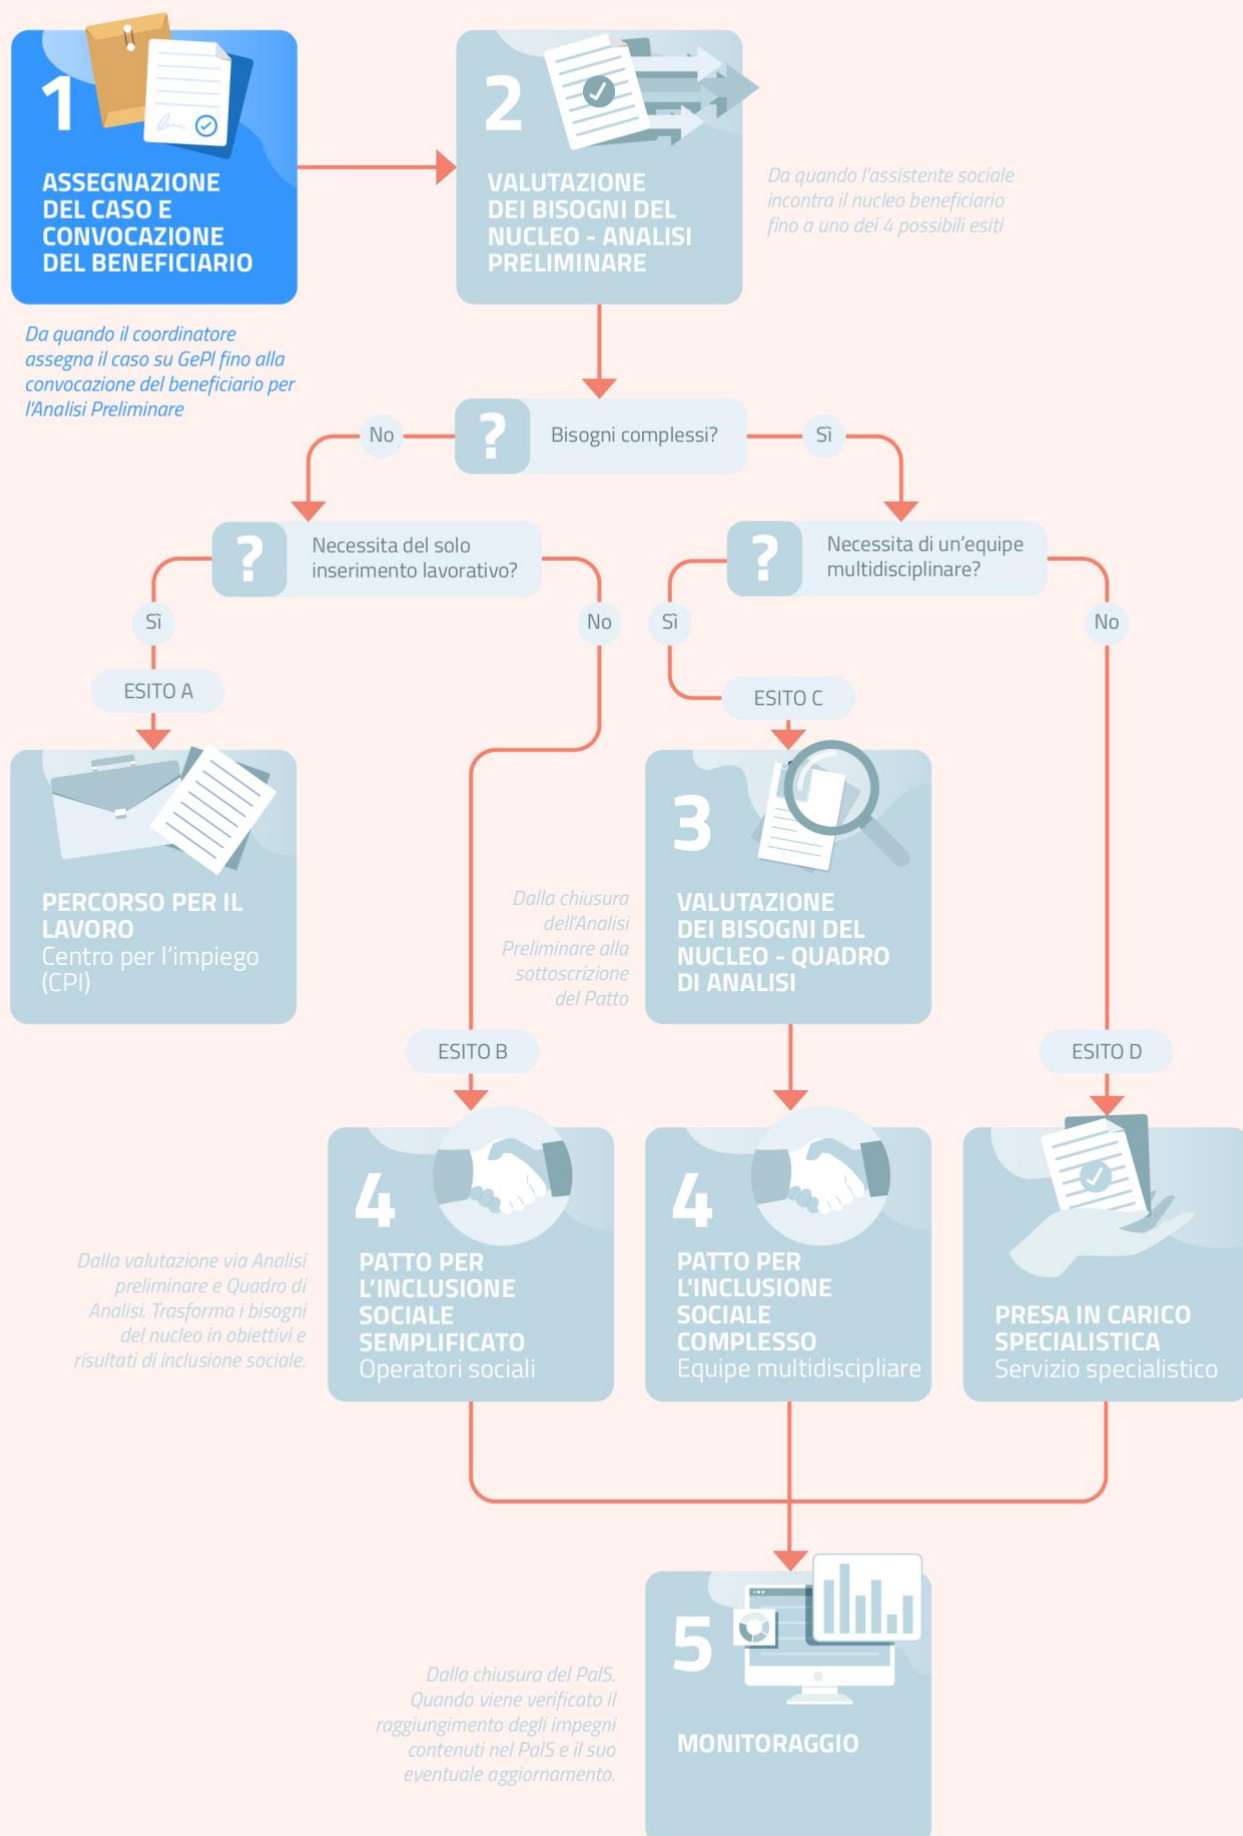 1
ASSEGNAZIONE
DEL CASO E
CONVOCAZIONE
DEL BENEFICIARIO
Da quando il coordinatore
assegna il caso su GePI fino alla
convocazione del beneficiario per
l'Analisi Preliminare
2
VALUTAZIONE
DEI BISOGNI DEL
NUCLEO - ANALISI
PRELIMINARE
Da quando l'assistente sociale
incontra il nucleo beneficiario
fino a uno dei 4 possibili esiti
No
?
Bisogni complessi?
Sì
?
Necessita del solo
inserimento lavorativo?
?
Necessita di un'equipe
multidisciplinare?
Sì
No
Sì
No
ESITO A
ESITO C
PERCORSO PER IL
LAVORO
Centro per l'impiego
(CPI)
Dalla chiusura
dell'Analisi
Preliminare alla
sottoscrizione
del Patto
3
VALUTAZIONE
DEI BISOGNI DEL
NUCLEO - QUADRO
DI ANALISI
ESITO B
ESITO D
Dalla valutazione via Analisi
preliminare e Quadro di
Analisi. Trasforma i bisogni
del nucleo in obiettivi e
risultati di inclusione sociale.
4
PATTO PER
L'INCLUSIONE
SOCIALE
SEMPLIFICATO
Operatori sociali
4
PATTO PER
L'INCLUSIONE
SOCIALE
COMPLESSO
Equipe multidiscipliare
PRESA IN CARICO
SPECIALISTICA
Servizio specialistico
Dalla chiusura del PaIS.
Quando viene verificato il
raggiungimento degli impegni
contenuti nel PaIS e il suo
eventuale aggiornamento.
5
MONITORAGGIO